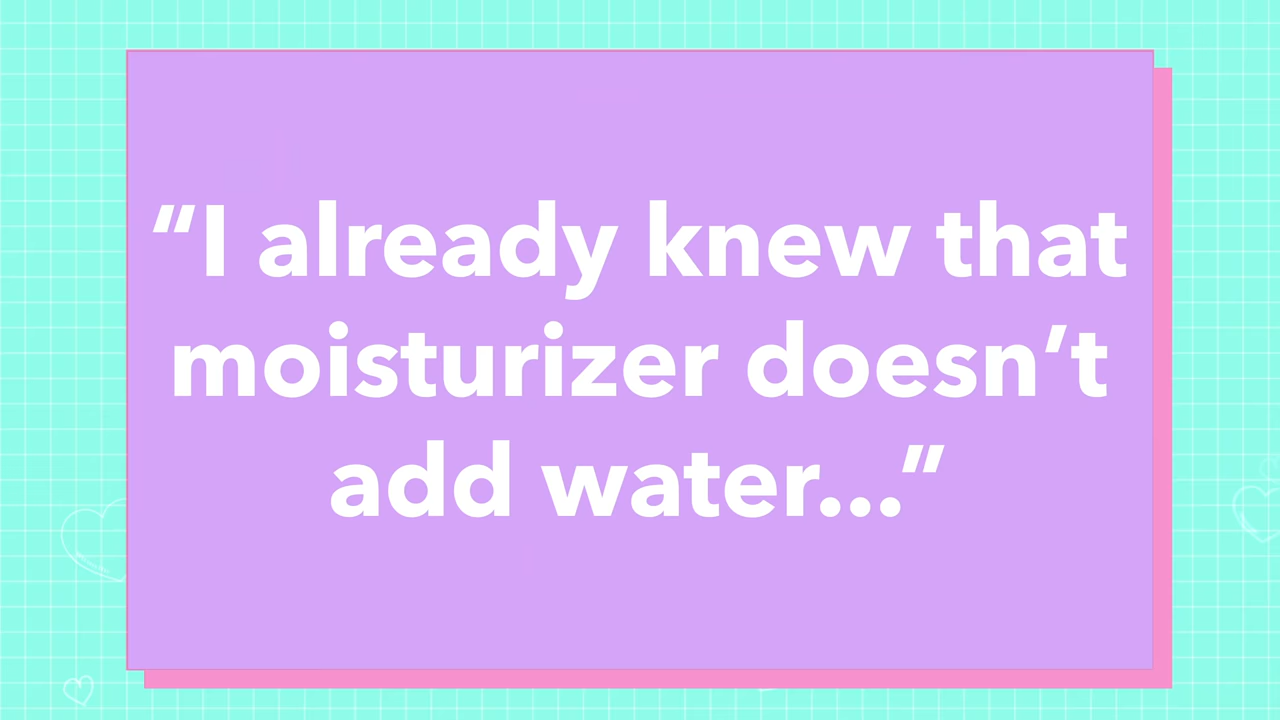 “I already knew that
moisturizer doesn’t
add water...”